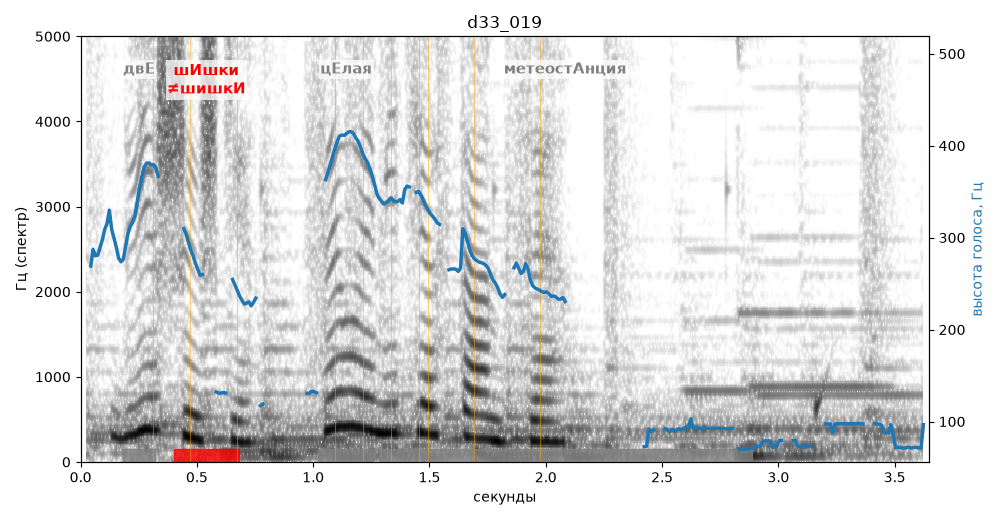 d33_019
двЕ шИшки цЕлая метеостАнция
≠шишкИ
5000
4000
3000
2000
1000
0
Гц (спектр)
500
400
300
200
100
высота голоса, Гц
0.0 0.5 1.0 1.5 2.0 2.5 3.0 3.5
секунды